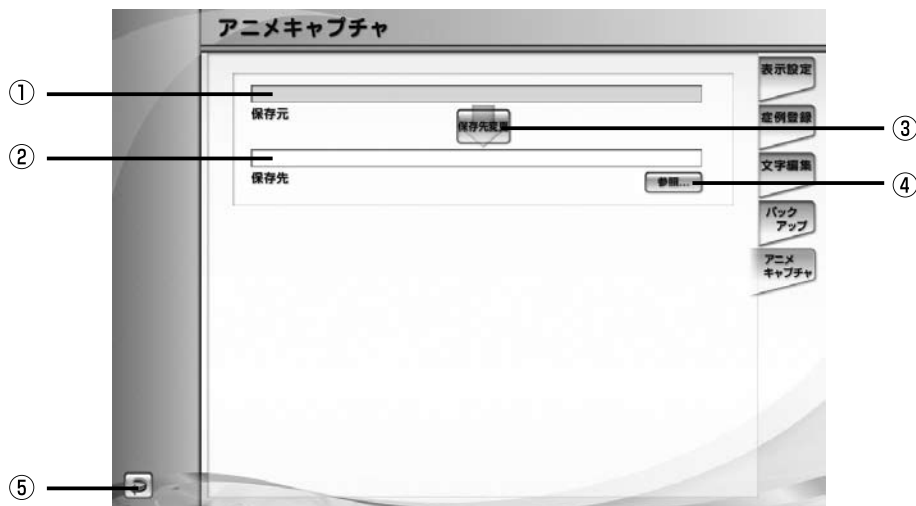 アニメキャプチャ
表示設定
①
保存元
保存先変更
症例登録
③
②
保存先
参照...
文字編集
④
バック
アップ
アニメ
キャプチャ
⑤